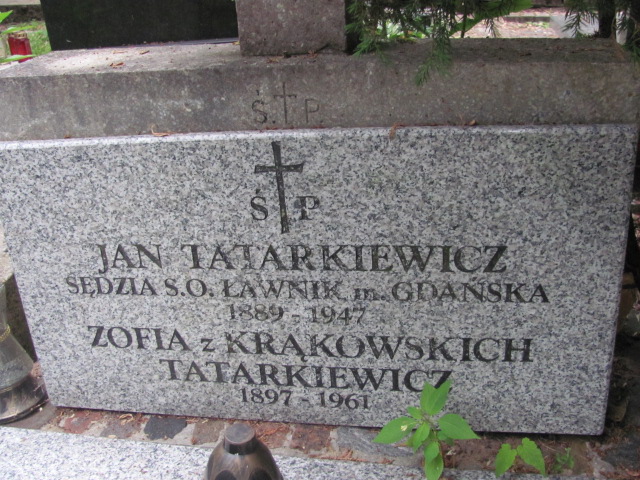 Ś. P.
Ś P
JAN TATARKIEWICZ
SĘDZIA S.O. ŁAWNIK m. GDAŃSKA
1889 - 1947
ZOFIA z KRĄKOWSKICH
TATARKIEWICZ
1897 - 1961